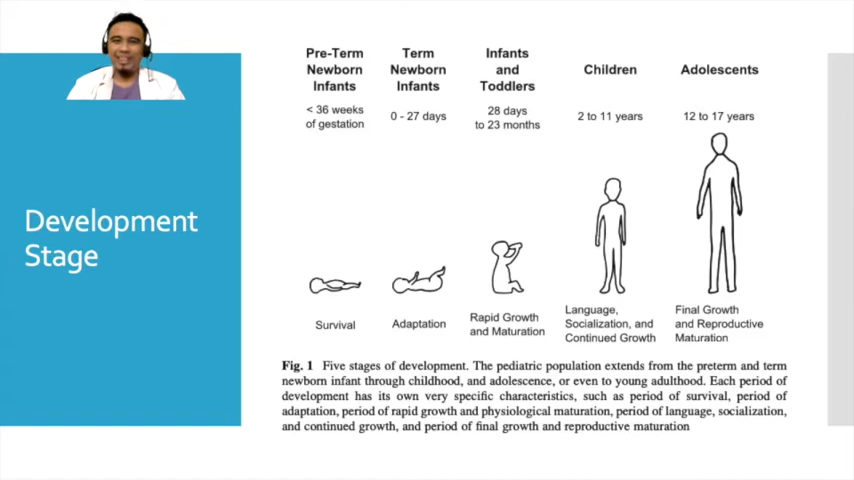 Development
Stage
Pre-Term
Newborn
Infants
< 36 weeks
of gestation
Term
Newborn
Infants
0 - 27 days
Infants
and
Toddlers
28 days
to 23 months
Children
2 to 11 years
Adolescents
12 to 17 years
Survival
Adaptation
Rapid Growth
and Maturation
Language,
Socialization, and
Continued Growth
Final Growth
and Reproductive
Maturation
Fig. 1 Five stages of development. The pediatric population extends from the preterm and term
newborn infant through childhood, and adolescence, or even to young adulthood. Each period of
development has its own very specific characteristics, such as period of survival, period of
adaptation, period of rapid growth and physiological maturation, period of language, socialization,
and continued growth, and period of final growth and reproductive maturation